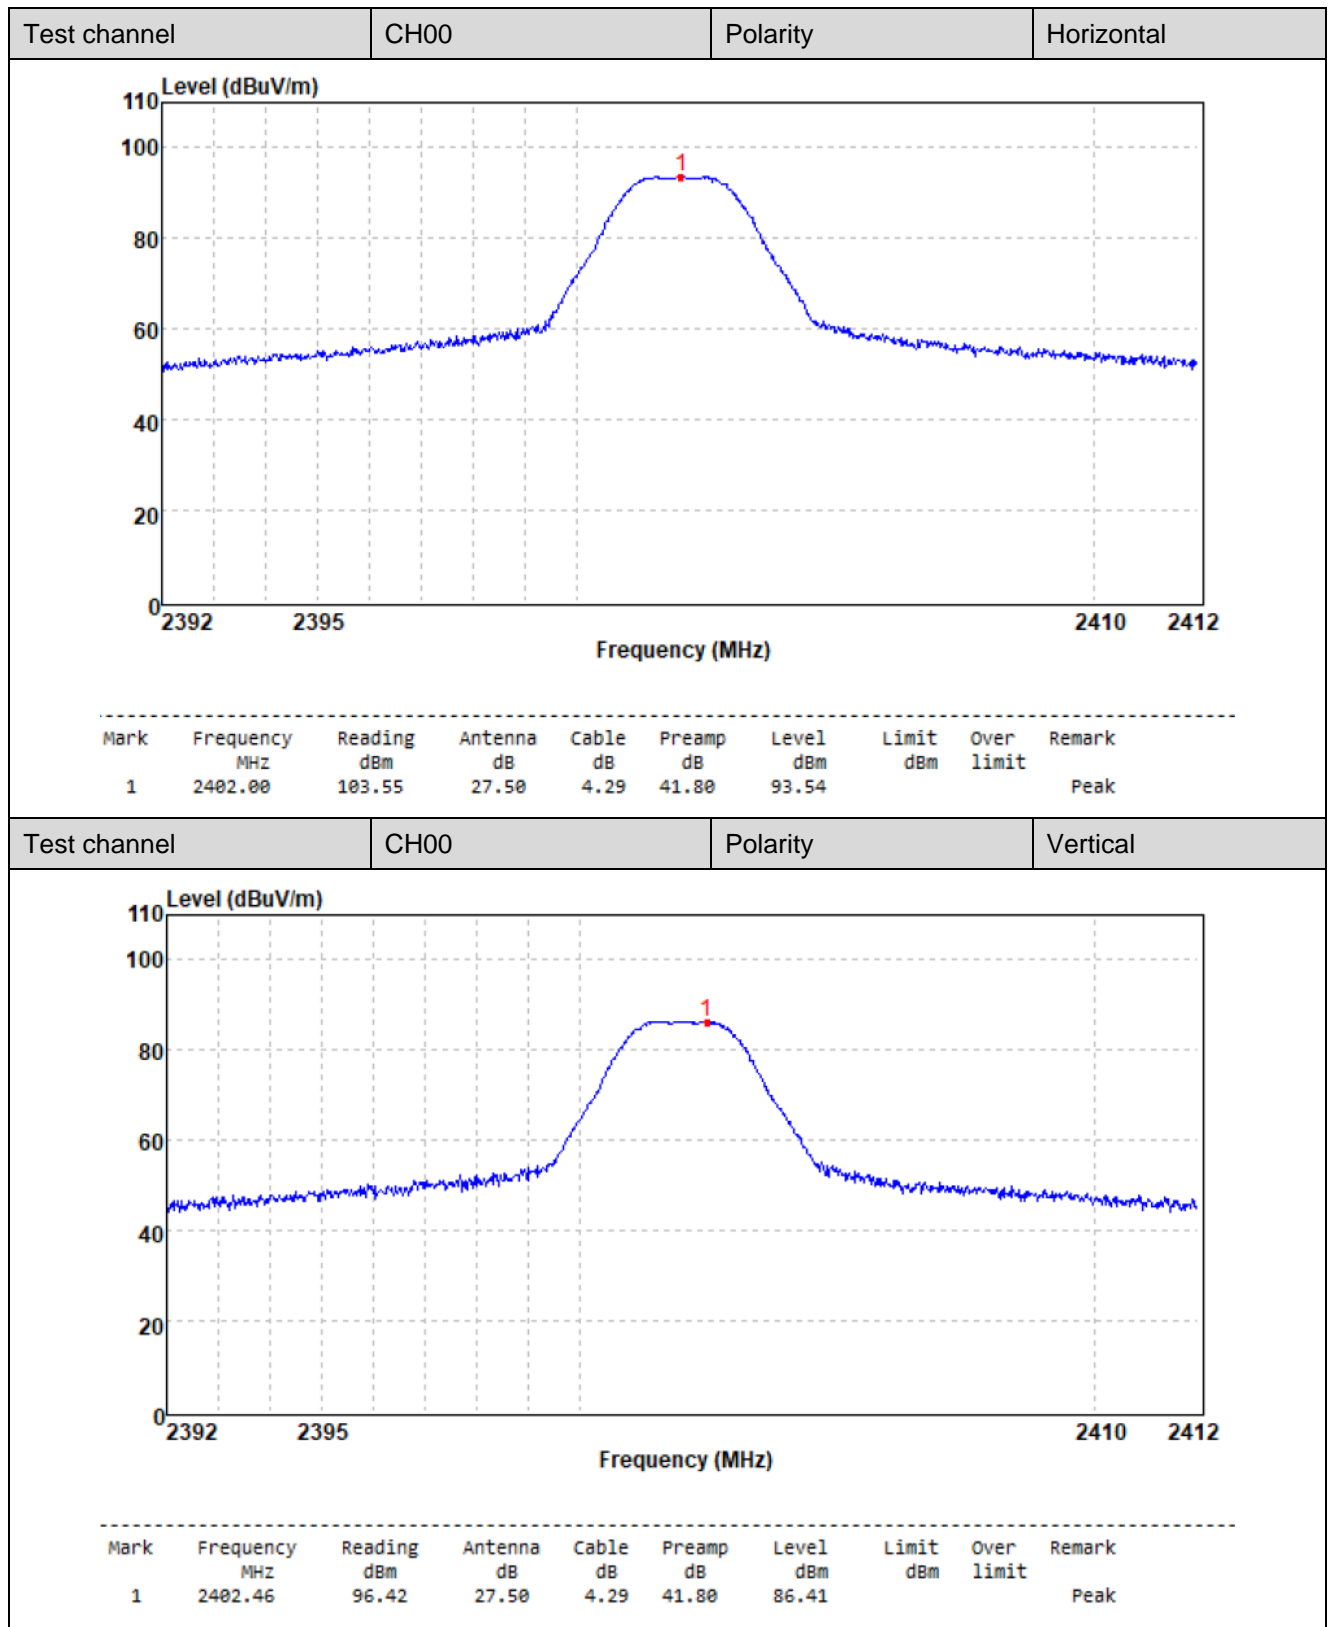 Test channel CH00 Polarity Horizontal
Level (dBuV/m)
110
100
1
80
60
40
20
0
2392 2395 2410 2412
Frequency (MHz)
Mark Frequency Reading Antenna Cable Preamp Level Limit Over Remark
MHz dBm dB dB dB dBm dBm limit
1 2402.00 103.55 27.50 4.29 41.80 93.54 Peak
Test channel CH00 Polarity Vertical
Level (dBuV/m)
110
100
1
80
60
40
20
0
2392 2395 2410 2412
Frequency (MHz)
Mark Frequency Reading Antenna Cable Preamp Level Limit Over Remark
MHz dBm dB dB dB dBm dBm limit
1 2402.46 96.42 27.50 4.29 41.80 86.41 Peak